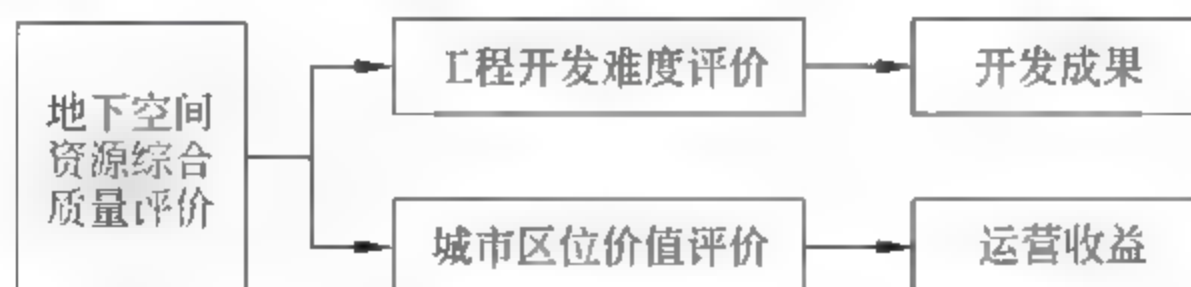 地下空间
资源综合
质量评价
工程开发难度评价
开发成果
城市区位价值评价
运营收益